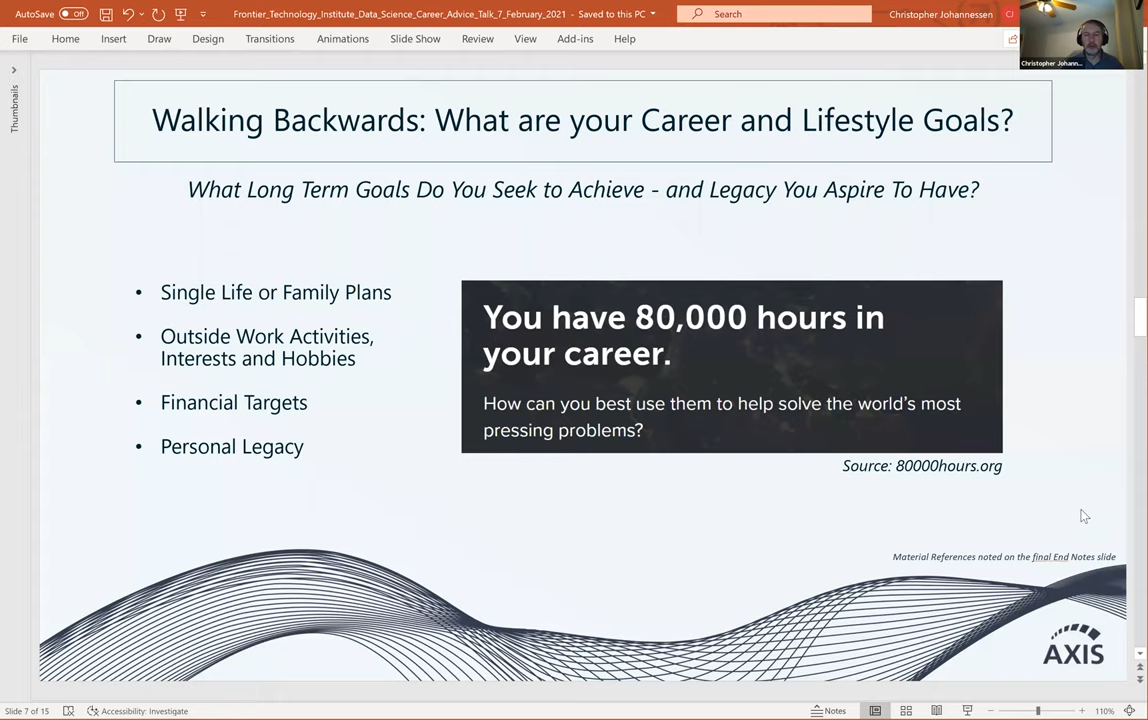 AutoSave Off Frontier_Technology_Institute_Data_Science_Career_Advice_Talk_7_February_2021 - Saved to this PC Search Christopher Johannessen CJ
File Home Insert Draw Design Transitions Animations Slide Show Review View Add-ins Help
Christopher Johann...
Thumbnails
Walking Backwards: What are your Career and Lifestyle Goals?
What Long Term Goals Do You Seek to Achieve - and Legacy You Aspire To Have?
• Single Life or Family Plans
• Outside Work Activities,
Interests and Hobbies
• Financial Targets
• Personal Legacy
You have 80,000 hours in
your career.
How can you best use them to help solve the world's most
pressing problems?
Source: 80000hours.org
Material References noted on the final End Notes slide
AXIS
Slide 7 of 15 Accessibility: Investigate Notes 110%